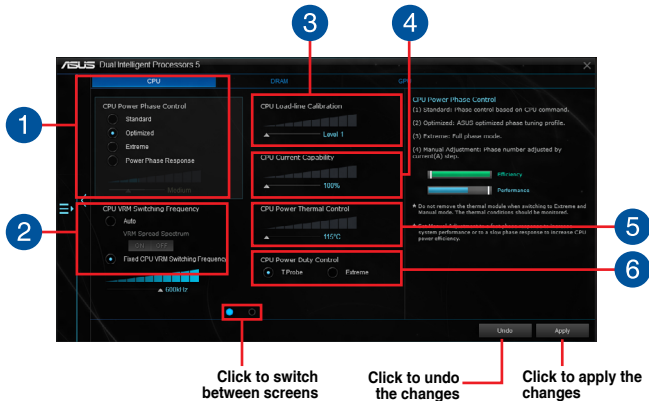 3
4
ASUS Dual Intelligent Processors 5
CPU
DRAM
GPU
1
CPU Power Phase Control
Standard
Optimized
Extreme
Power Phase Response
Medium
2
CPU VRM Switching Frequency
Auto
VRM Spread Spectrum
ON OFF
Fixed CPU VRM Switching Frequency
600kHz
CPU Load-line Calibration
Level 1
CPU Current Capability
100%
CPU Power Thermal Control
115°C
CPU Power Duty Control
T.Probe
Extreme
CPU Power Phase Control
(1) Standard: Phase control based on CPU command.
(2) Optimized: ASUS optimized phase tuning profile.
(3) Extreme: Full phase mode.
(4) Manual Adjustment: Phase number adjusted by
current(A) step.
Efficiency
Performance
★ Do not remove the thermal module when switching to Extreme and
Manual mode. The thermal conditions should be monitored.
system performance or to a slow phase response to increase CPU
power efficiency.
5
6
Undo
Apply
Click to switch
between screens
Click to undo
the changes
Click to apply the
changes